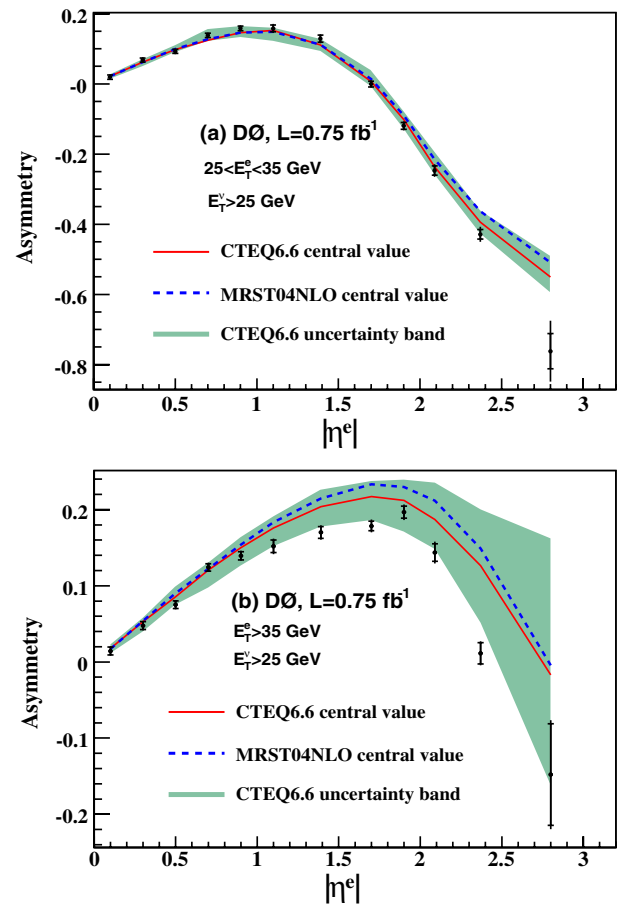 0.2
-0
-0.2
-0.4
-0.6
-0.8
Asymmetry
(a) DØ, L=0.75 fb⁻¹
25<E_T^e<35 GeV
E_T^ν>25 GeV
CTEQ6.6 central value
MRST04NLO central value
CTEQ6.6 uncertainty band
0 0.5 1 1.5 2 2.5 3
|η^e|
0.2
0.1
0
-0.1
-0.2
Asymmetry
(b) DØ, L=0.75 fb⁻¹
E_T^e>35 GeV
E_T^ν>25 GeV
CTEQ6.6 central value
MRST04NLO central value
CTEQ6.6 uncertainty band
0 0.5 1 1.5 2 2.5 3
|η^e|